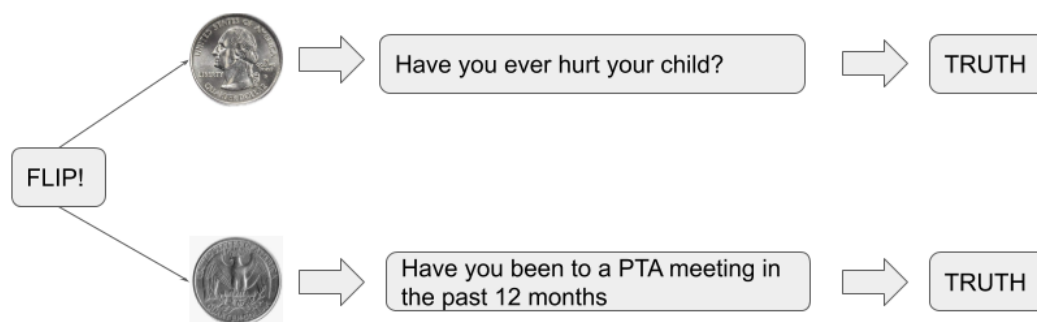 Have you ever hurt your child?
TRUTH
FLIP!
Have you been to a PTA meeting in
the past 12 months
TRUTH